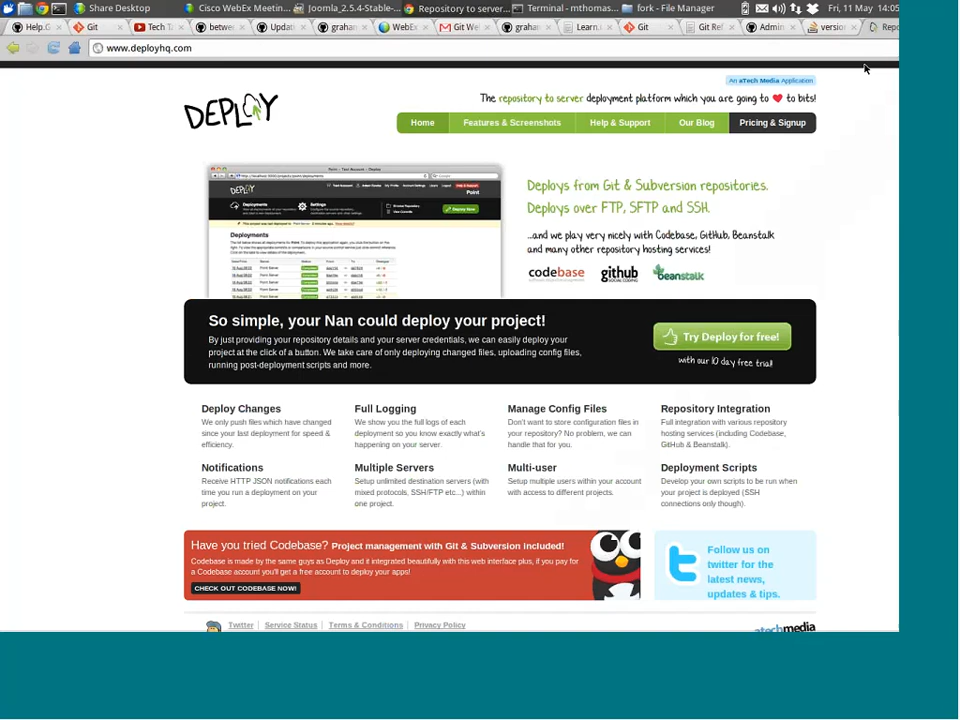 Share Desktop
Cisco WebEx Meetin...
Joomla_2.5.4-Stable-...
Repository to server...
Terminal - mthomas...
fork - File Manager
Fri, 11 May 14:05
Help.G
Git
Tech T
betwe
Updat
graha
WebEx
Git We
graha
Learn.
Git
Git Re
Admin
versio
Repo
www.deployhq.com
An aTech Media Application
DEPLOY
The repository to server deployment platform which you are going to ❤ to bits!
Home
Features & Screenshots
Help & Support
Our Blog
Pricing & Signup
DEPLOY
Point
Deployments
Settings
Deploy Now
Deployments
Deploys from Git & Subversion repositories.
Deploys over FTP, SFTP and SSH.
...and we play very nicely with Codebase, GitHub, Beanstalk
and many other repository hosting services!
codebase
github
SOCIAL CODING
beanstalk
So simple, your Nan could deploy your project!
By just providing your repository details and your server credentials, we can easily deploy your
project at the click of a button. We take care of only deploying changed files, uploading config files,
running post-deployment scripts and more.
Try Deploy for free!
with our 10 day free trial!
Deploy Changes
We only push files which have changed
since your last deployment for speed &
efficiency.
Full Logging
We show you the full logs of each
deployment so you know exactly what's
happening on your server.
Manage Config Files
Don't want to store configuration files in
your repository? No problem, we can
handle that for you.
Repository Integration
Full integration with various repository
hosting services (including Codebase,
GitHub & Beanstalk).
Notifications
Receive HTTP JSON notifications each
time you run a deployment on your
project.
Multiple Servers
Setup unlimited destination servers (with
mixed protocols, SSH/FTP etc...) within
one project.
Multi-user
Setup multiple users within your account
with access to different projects.
Deployment Scripts
Develop your own scripts to be run when
your project is deployed (SSH
connections only though).
Have you tried Codebase? Project management with Git & Subversion included!
Codebase is made by the same guys as Deploy and it integrated beautifully with this web interface plus, if you pay for
a Codebase account you'll get a free account to deploy your apps!
CHECK OUT CODEBASE NOW!
Follow us on
twitter for the
latest news,
updates & tips.
Twitter
Service Status
Terms & Conditions
Privacy Policy
atechmedia